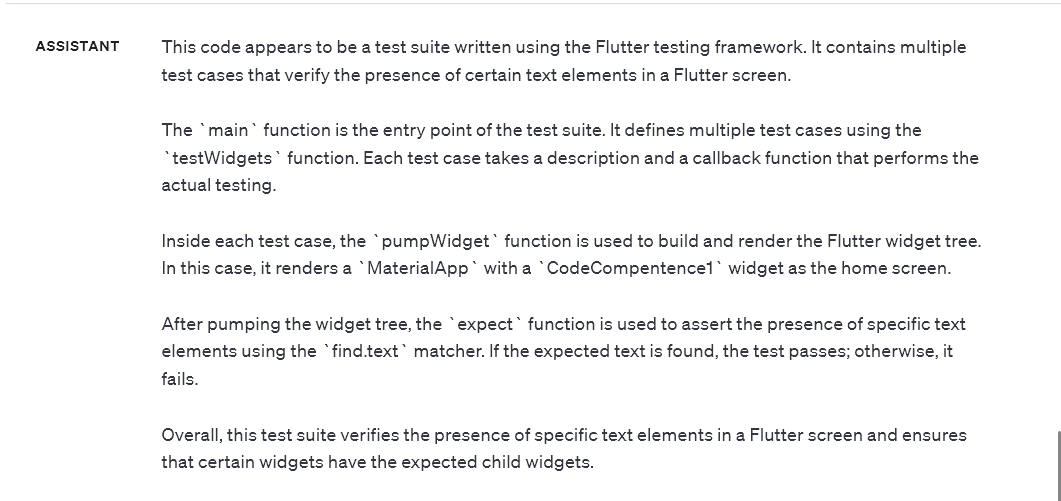 ASSISTANT
This code appears to be a test suite written using the Flutter testing framework. It contains multiple
test cases that verify the presence of certain text elements in a Flutter screen.
The `main` function is the entry point of the test suite. It defines multiple test cases using the
`testWidgets` function. Each test case takes a description and a callback function that performs the
actual testing.
Inside each test case, the `pumpWidget` function is used to build and render the Flutter widget tree.
In this case, it renders a `MaterialApp` with a `CodeCompentence1` widget as the home screen.
After pumping the widget tree, the `expect` function is used to assert the presence of specific text
elements using the `find.text` matcher. If the expected text is found, the test passes; otherwise, it
fails.
Overall, this test suite verifies the presence of specific text elements in a Flutter screen and ensures
that certain widgets have the expected child widgets.